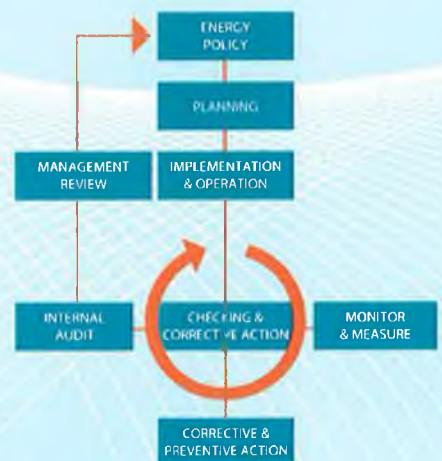 ENERGY
POLICY
PLANNING
MANAGEMENT
REVIEW
IMPLEMENTATION
& OPERATION
INTERNAL
AUDIT
CHECKING &
CORRECTIVE ACTION
MONITOR
& MEASURE
CORRECTIVE &
PREVENTIVE ACTION